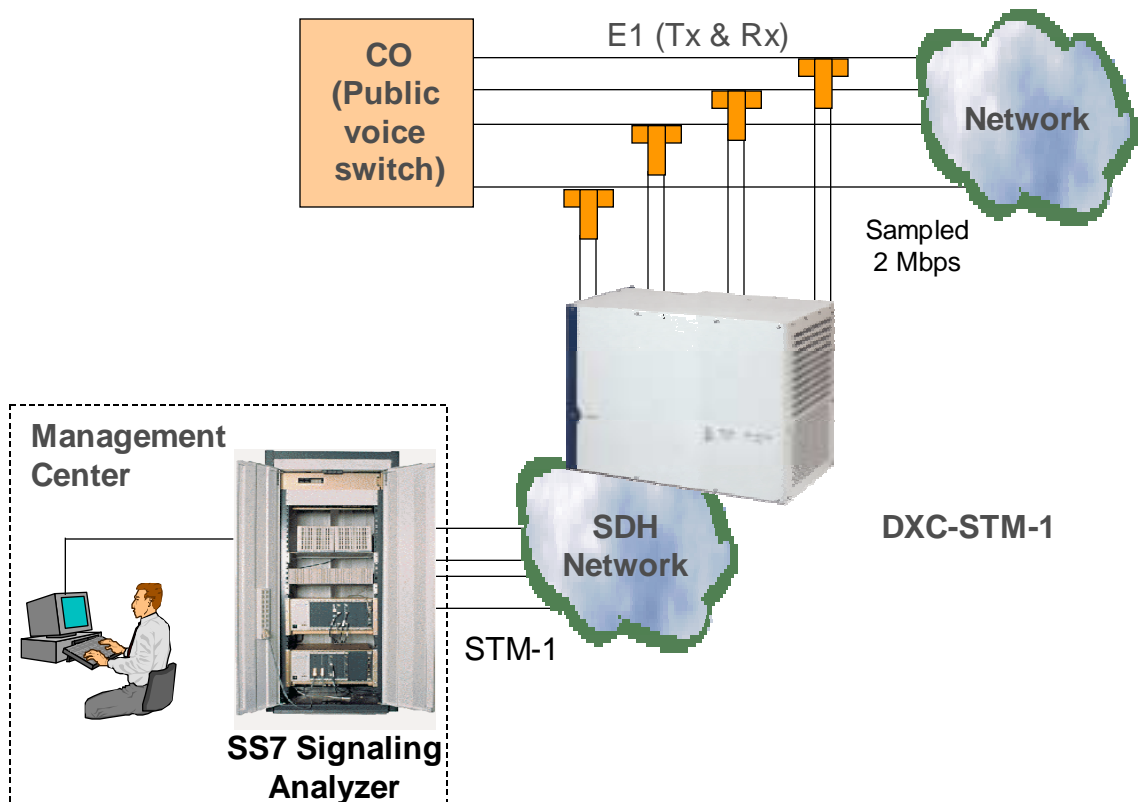 E1 (Tx & Rx)
CO
(Public
voice
switch)
Network
Sampled
2 Mbps
Management
Center
SDH
Network
DXC-STM-1
STM-1
SS7 Signaling
Analyzer